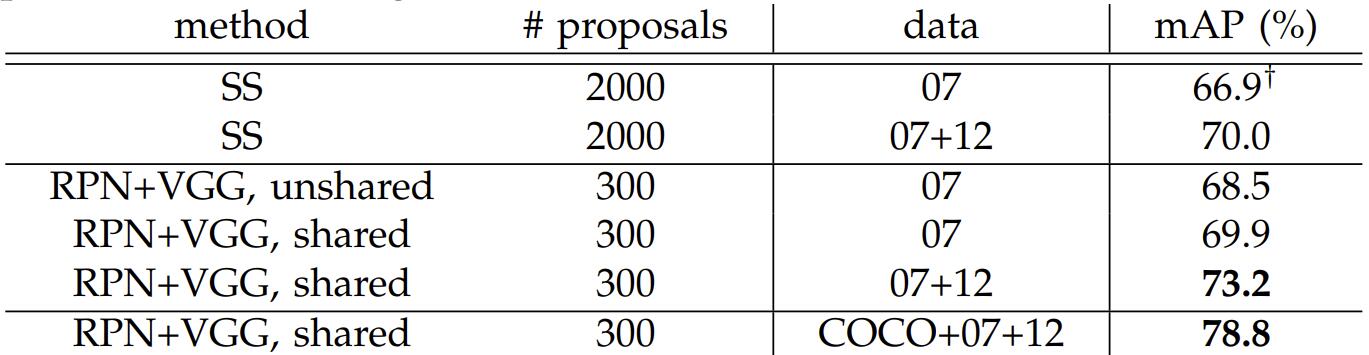 method # proposals data mAP (%)
SS 2000 07 66.9†
SS 2000 07+12 70.0
RPN+VGG, unshared 300 07 68.5
RPN+VGG, shared 300 07 69.9
RPN+VGG, shared 300 07+12 73.2
RPN+VGG, shared 300 COCO+07+12 78.8